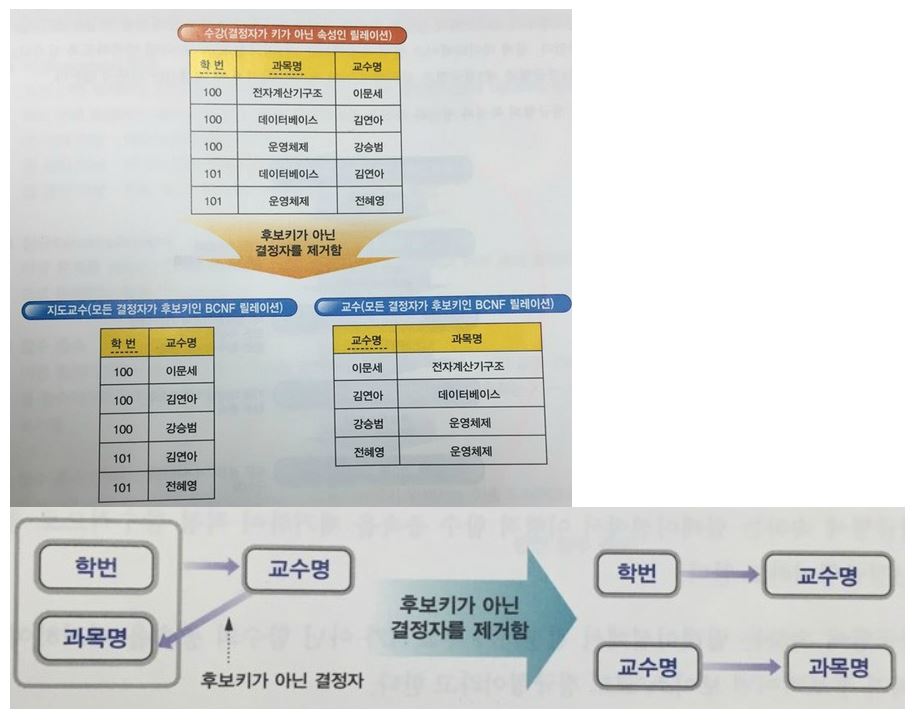 수강(결정자가 키가 아닌 속성인 릴레이션)
학 번 과목명 교수명
100 전자계산기구조 이문세
100 데이터베이스 김연아
100 운영체제 강승범
101 데이터베이스 김연아
101 운영체제 전혜영
후보키가 아닌
결정자를 제거함
지도교수(모든 결정자가 후보키인 BCNF 릴레이션)
학 번 교수명
100 이문세
100 김연아
100 강승범
101 김연아
101 전혜영
교수(모든 결정자가 후보키인 BCNF 릴레이션)
교수명 과목명
이문세 전자계산기구조
김연아 데이터베이스
강승범 운영체제
전혜영 운영체제
학번
과목명
교수명
후보키가 아닌 결정자
후보키가 아닌
결정자를 제거함
학번 교수명
교수명 과목명